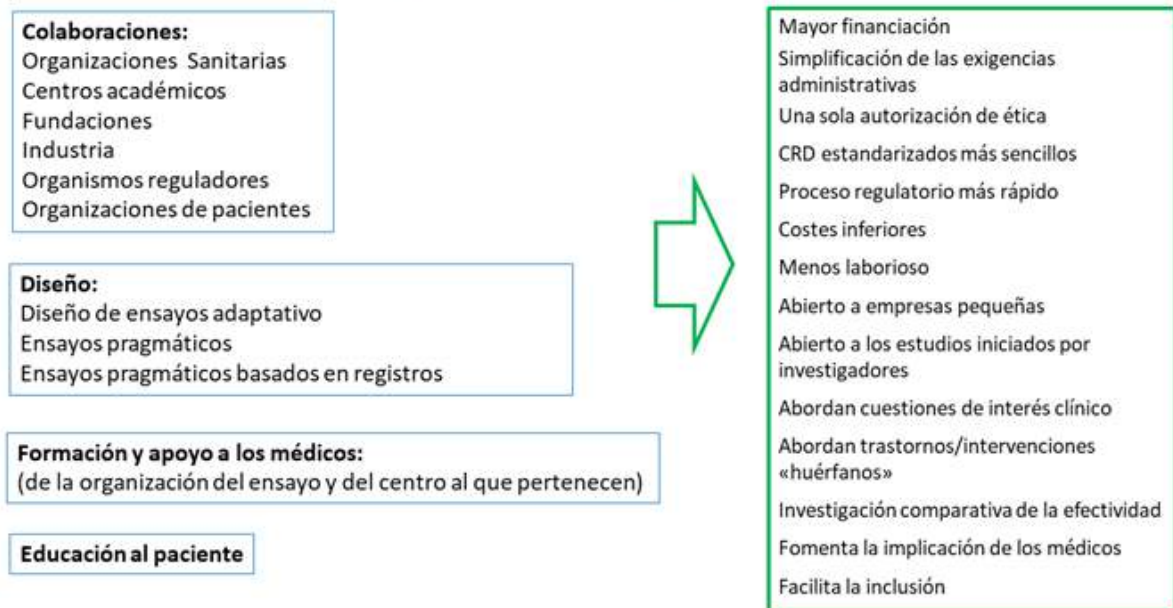 Colaboraciones:
Organizaciones Sanitarias
Centros académicos
Fundaciones
Industria
Organismos reguladores
Organizaciones de pacientes
Diseño:
Diseño de ensayos adaptativo
Ensayos pragmáticos
Ensayos pragmáticos basados en registros
Formación y apoyo a los médicos:
(de la organización del ensayo y del centro al que pertenecen)
Educación al paciente
Mayor financiación
Simplificación de las exigencias
administrativas
Una sola autorización de ética
CRD estandarizados más sencillos
Proceso regulatorio más rápido
Costes inferiores
Menos laborioso
Abierto a empresas pequeñas
Abierto a los estudios iniciados por
investigadores
Abordan cuestiones de interés clínico
Abordan trastornos/intervenciones
«huérfanos»
Investigación comparativa de la efectividad
Fomenta la implicación de los médicos
Facilita la inclusión